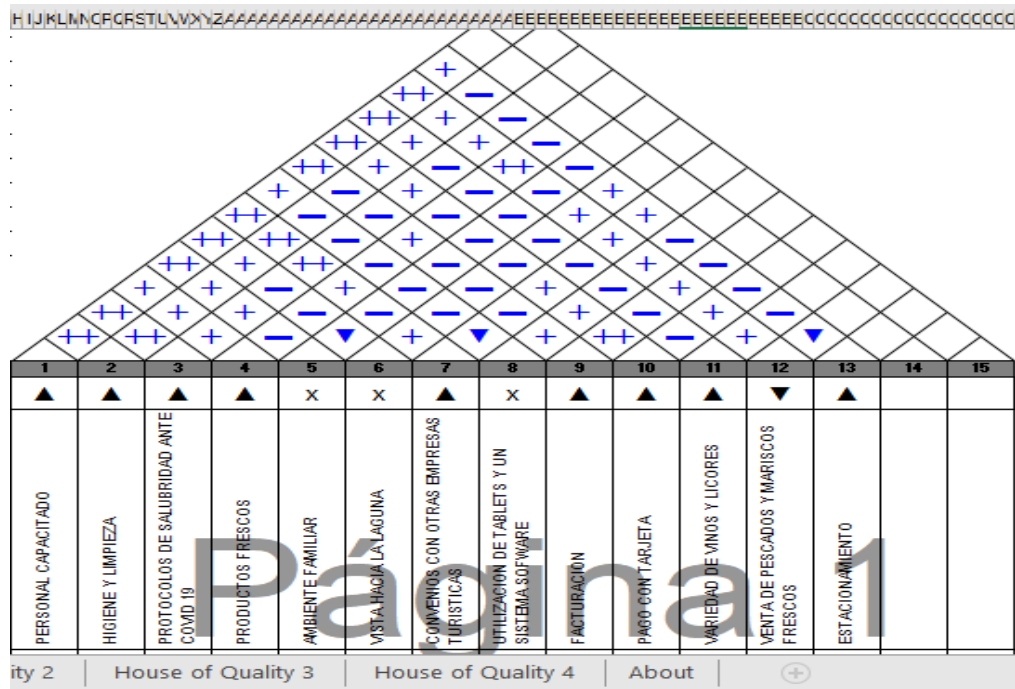 1 2 3 4 5 6 7 8 9 10 11 12 13 14 15
x x x
PERSONAL CAPACITADO
HIGIENE Y LIMPIEZA
PROTOCOLOS DE SALUBRIDAD ANTE
COVID 19
PRODUCTOS FRESCOS
AMBIENTE FAMILIAR
VISTA HACIA LA LAGUNA
CONVENIOS CON OTRAS EMPRESAS
TURISTICAS
UTILIZACION DE TABLETS Y UN
SISTEMA SOFWARE
FACTURACION
PAGO CON TARJETA
VARIEDAD DE VINOS Y LICORES
VENTA DE PESCADOS Y MARISCOS
FRESCOS
ESTACIONAMIENTO
Página 1
ity 2 House of Quality 3 House of Quality 4 About